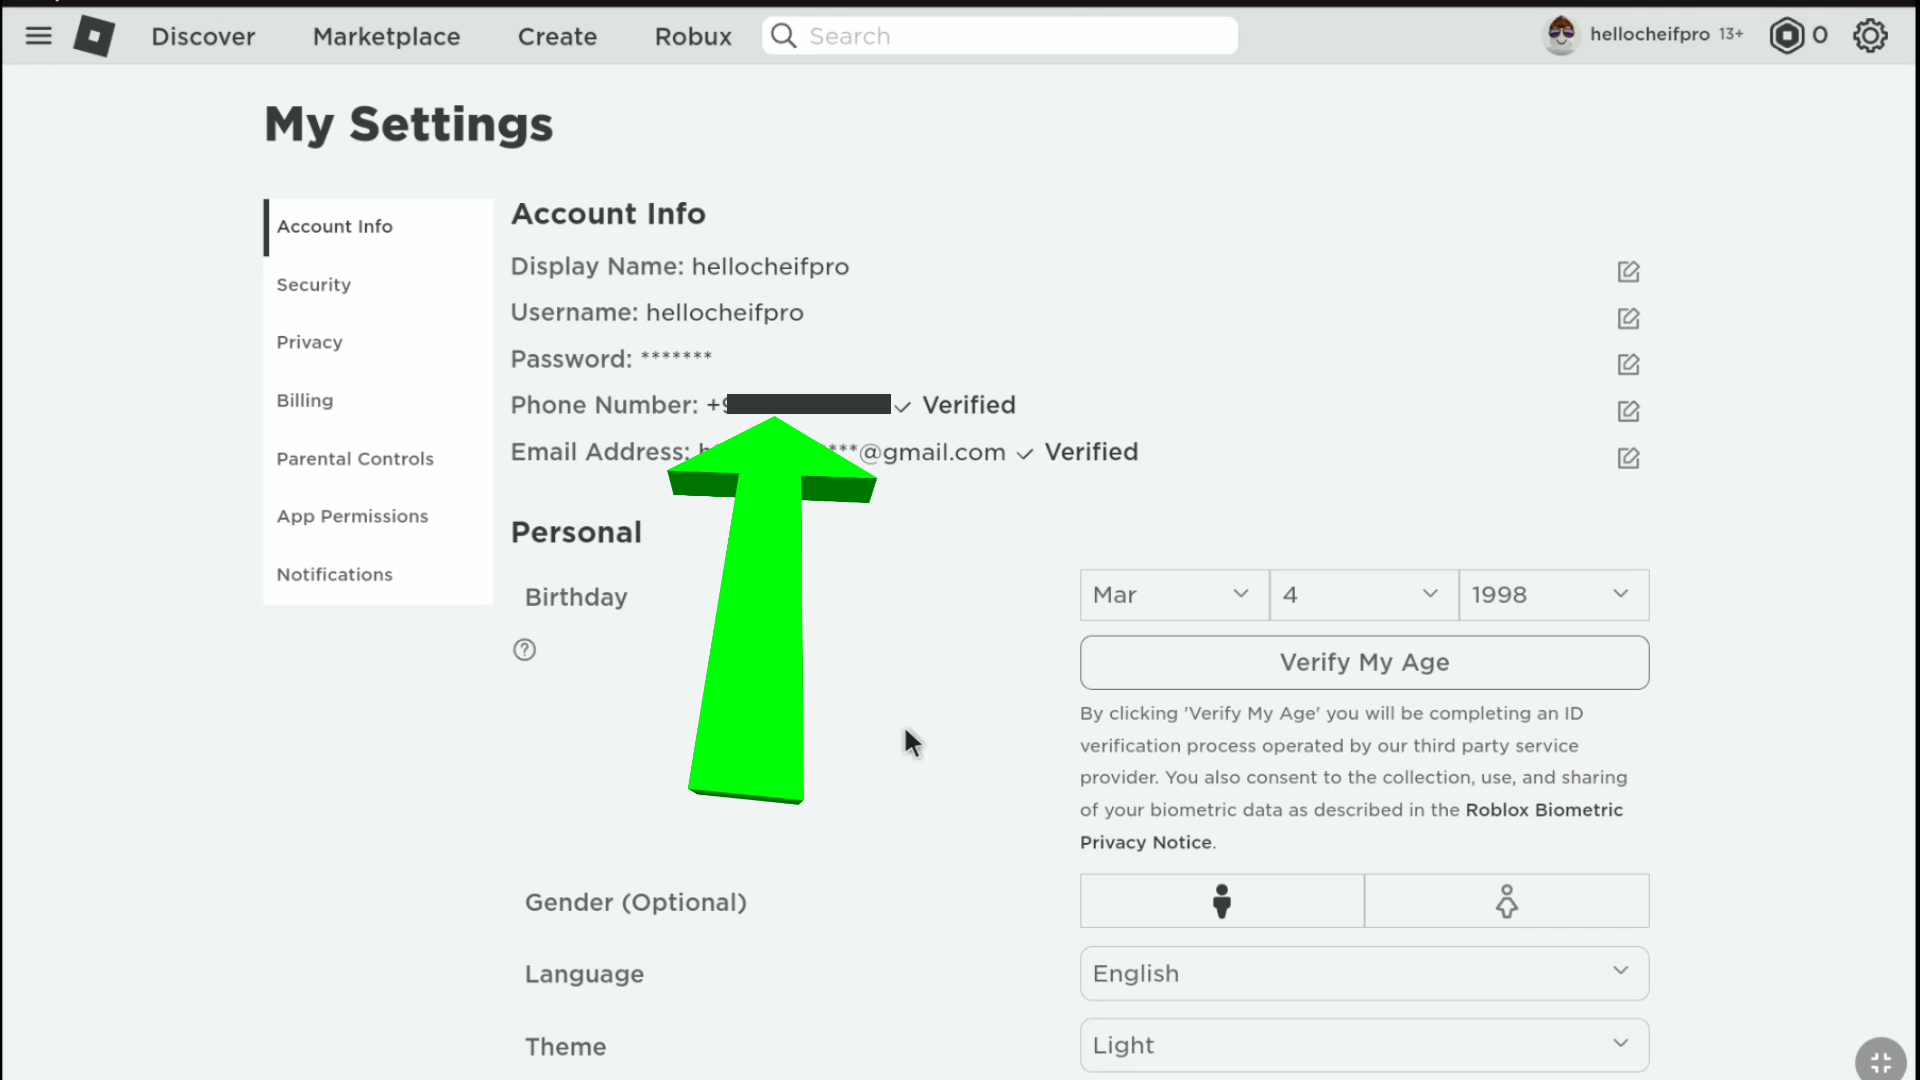 Discover Marketplace Create Robux Search hellocheifpro 13+ 0
My Settings
Account Info
Security
Privacy
Billing
Parental Controls
App Permissions
Notifications
Account Info
Display Name: hellocheifpro
Username: hellocheifpro
Password: *******
Phone Number: + Verified
Email Address: ***@gmail.com Verified
Personal
Birthday Mar 4 1998
Verify My Age
By clicking 'Verify My Age' you will be completing an ID
verification process operated by our third party service
provider. You also consent to the collection, use, and sharing
of your biometric data as described in the Roblox Biometric
Privacy Notice.
Gender (Optional)
Language English
Theme Light